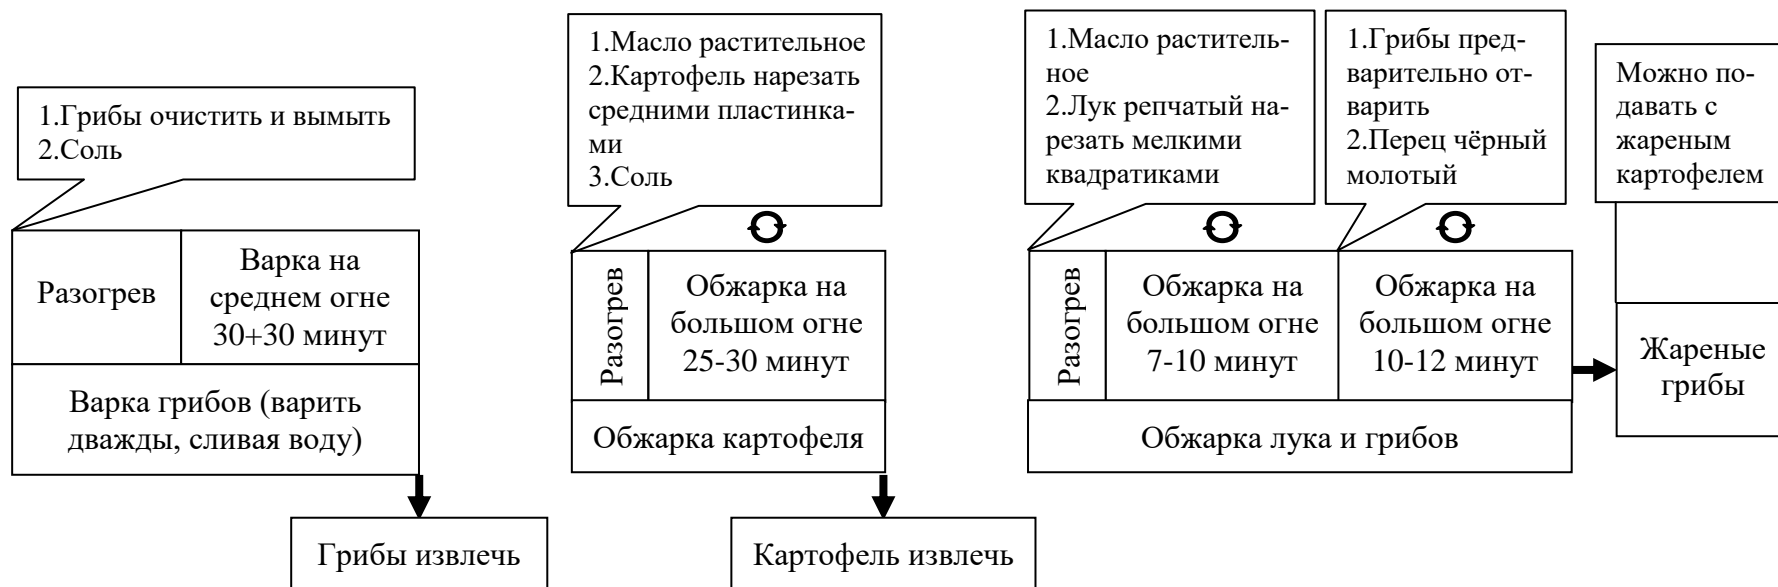 1.Грибы очистить и вымыть
2.Соль
Разогрев
Варка на
среднем огне
30+30 минут
Варка грибов (варить
дважды, сливая воду)
Грибы извлечь
1.Масло растительное
2.Картофель нарезать
средними пластинка-
ми
3.Соль
Разогрев
Обжарка на
большом огне
25-30 минут
Обжарка картофеля
Картофель извлечь
1.Масло раститель-
ное
2.Лук репчатый на-
резать мелкими
квадратиками
1.Грибы пред-
варительно от-
варить
2.Перец чёрный
молотый
Разогрев
Обжарка на
большом огне
7-10 минут
Обжарка на
большом огне
10-12 минут
Обжарка лука и грибов
Можно по-
давать с
жареным
картофелем
Жареные
грибы